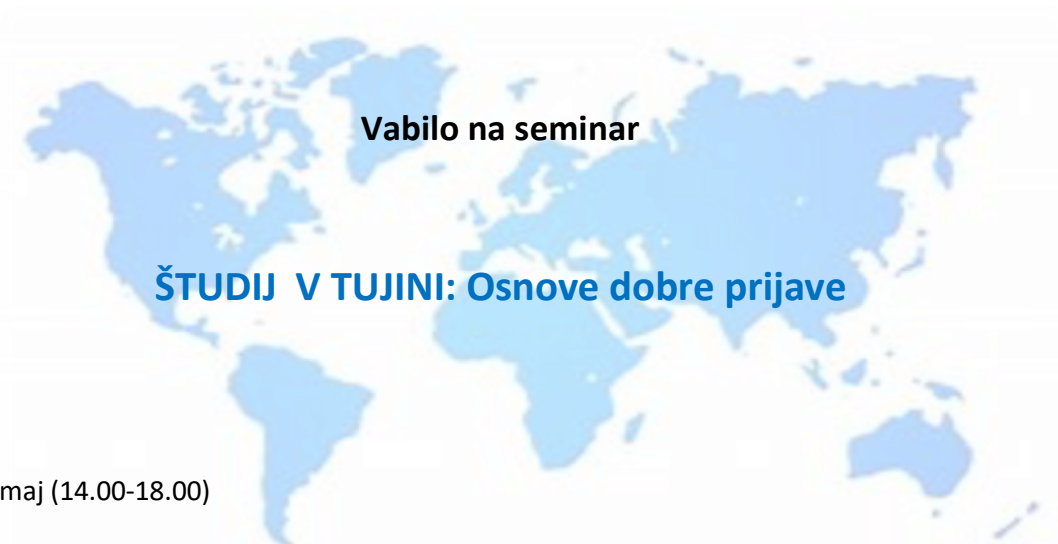 Vabilo na seminar
ŠTUDIJ V TUJINI: Osnove dobre prijave
maj (14.00-18.00)